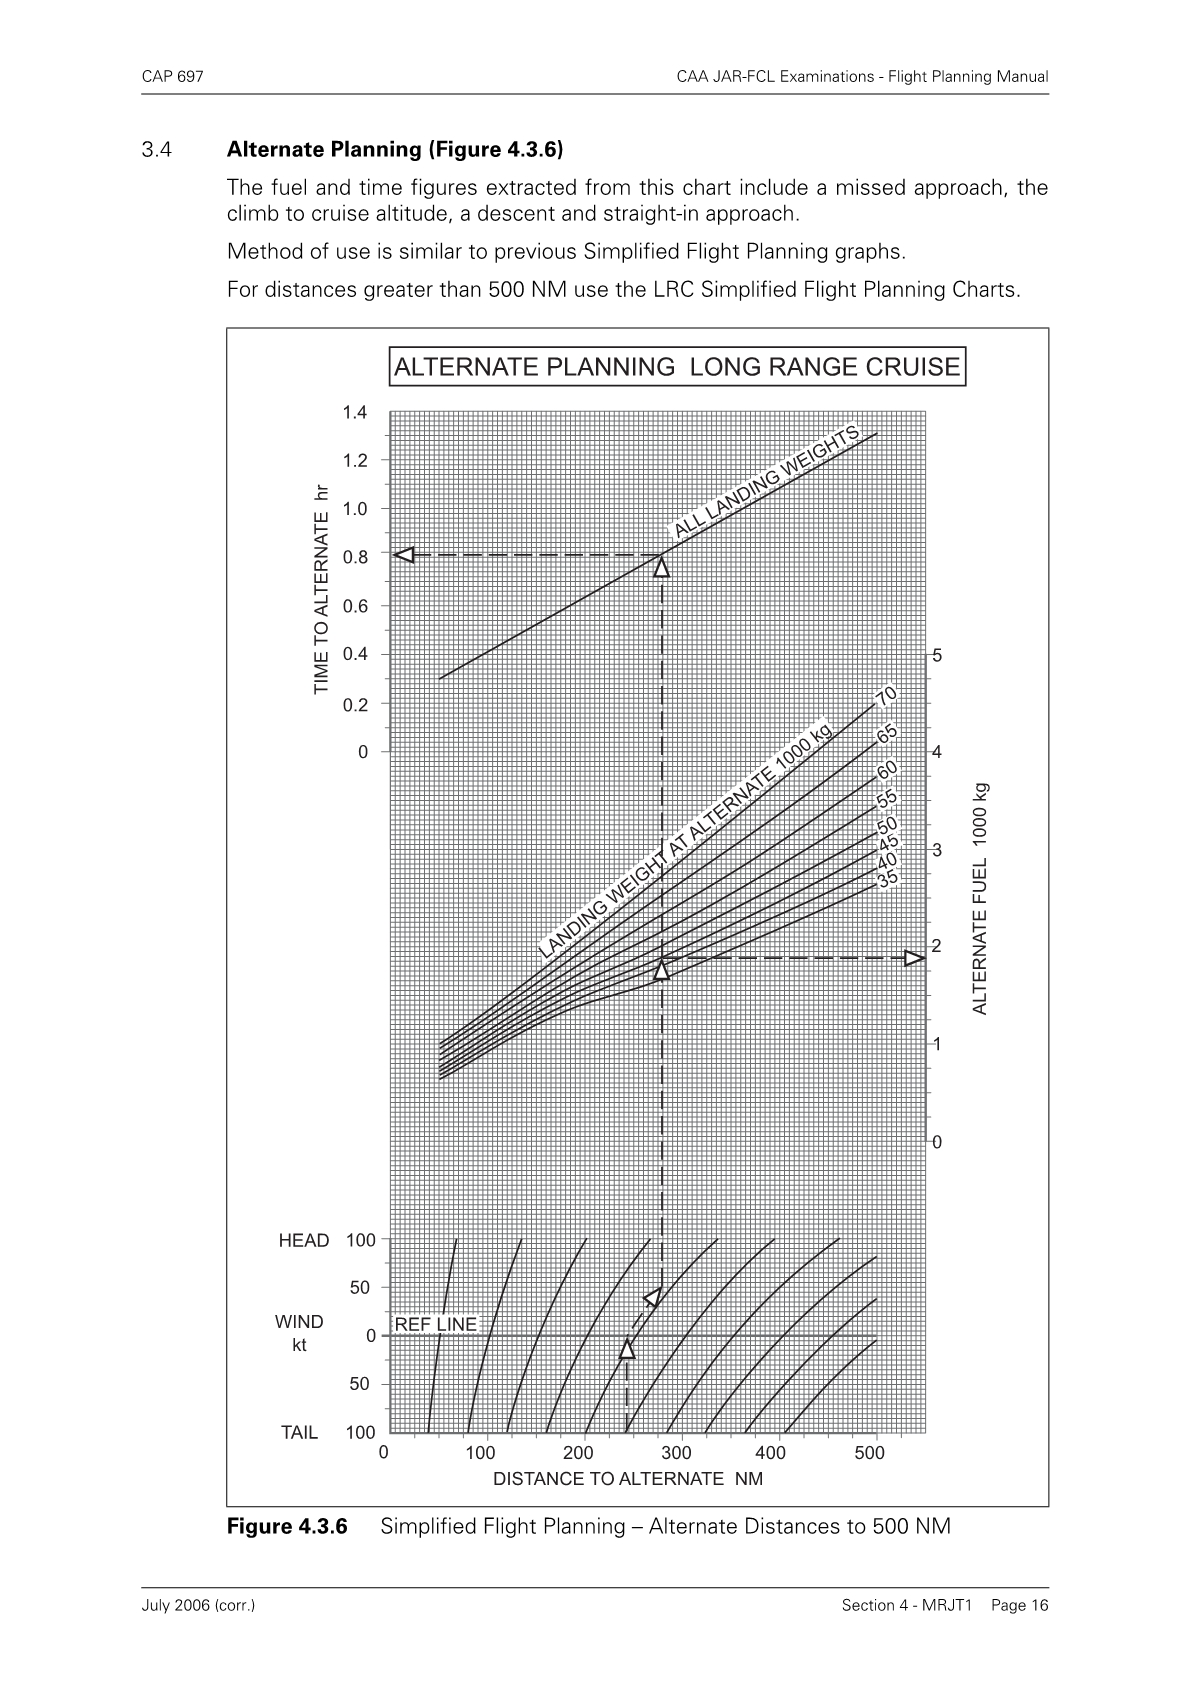 CAP 697 CAA JAR-FCL Examinations - Flight Planning Manual
3.4 Alternate Planning (Figure 4.3.6)
The fuel and time figures extracted from this chart include a missed approach, the
climb to cruise altitude, a descent and straight-in approach.
Method of use is similar to previous Simplified Flight Planning graphs.
For distances greater than 500 NM use the LRC Simplified Flight Planning Charts.
ALTERNATE PLANNING LONG RANGE CRUISE
1.4
1.2
1.0
0.8
0.6
0.4
0.2
0
TIME TO ALTERNATE hr
ALL LANDING WEIGHTS
LANDING WEIGHT AT ALTERNATE 1000 kg
70
65
60
55
50
45
40
35
5
4
3
2
1
0
ALTERNATE FUEL 1000 kg
HEAD 100
50
WIND
kt
0
REF LINE
50
TAIL 100
0 100 200 300 400 500
DISTANCE TO ALTERNATE NM
Figure 4.3.6 Simplified Flight Planning – Alternate Distances to 500 NM
July 2006 (corr.) Section 4 - MRJT1 Page 16